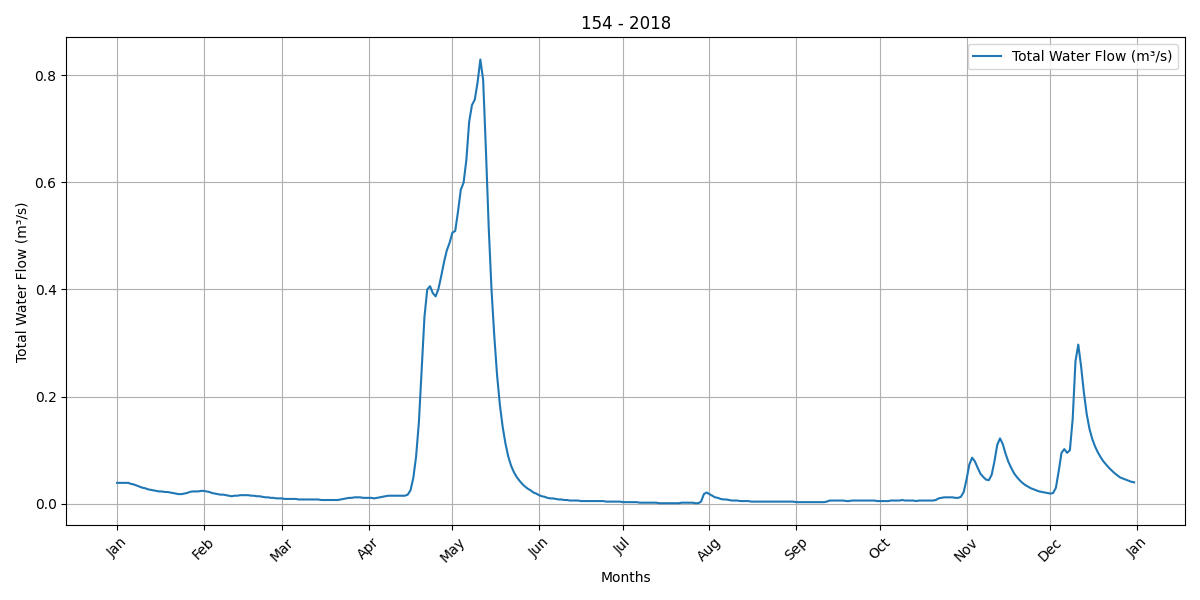 154 - 2018
Total Water Flow (m³/s)
Total Water Flow (m³/s)
0.8
0.6
0.4
0.2
0.0
Jan
Feb
Mar
Apr
May
Jun
Jul
Aug
Sep
Oct
Nov
Dec
Jan
Months